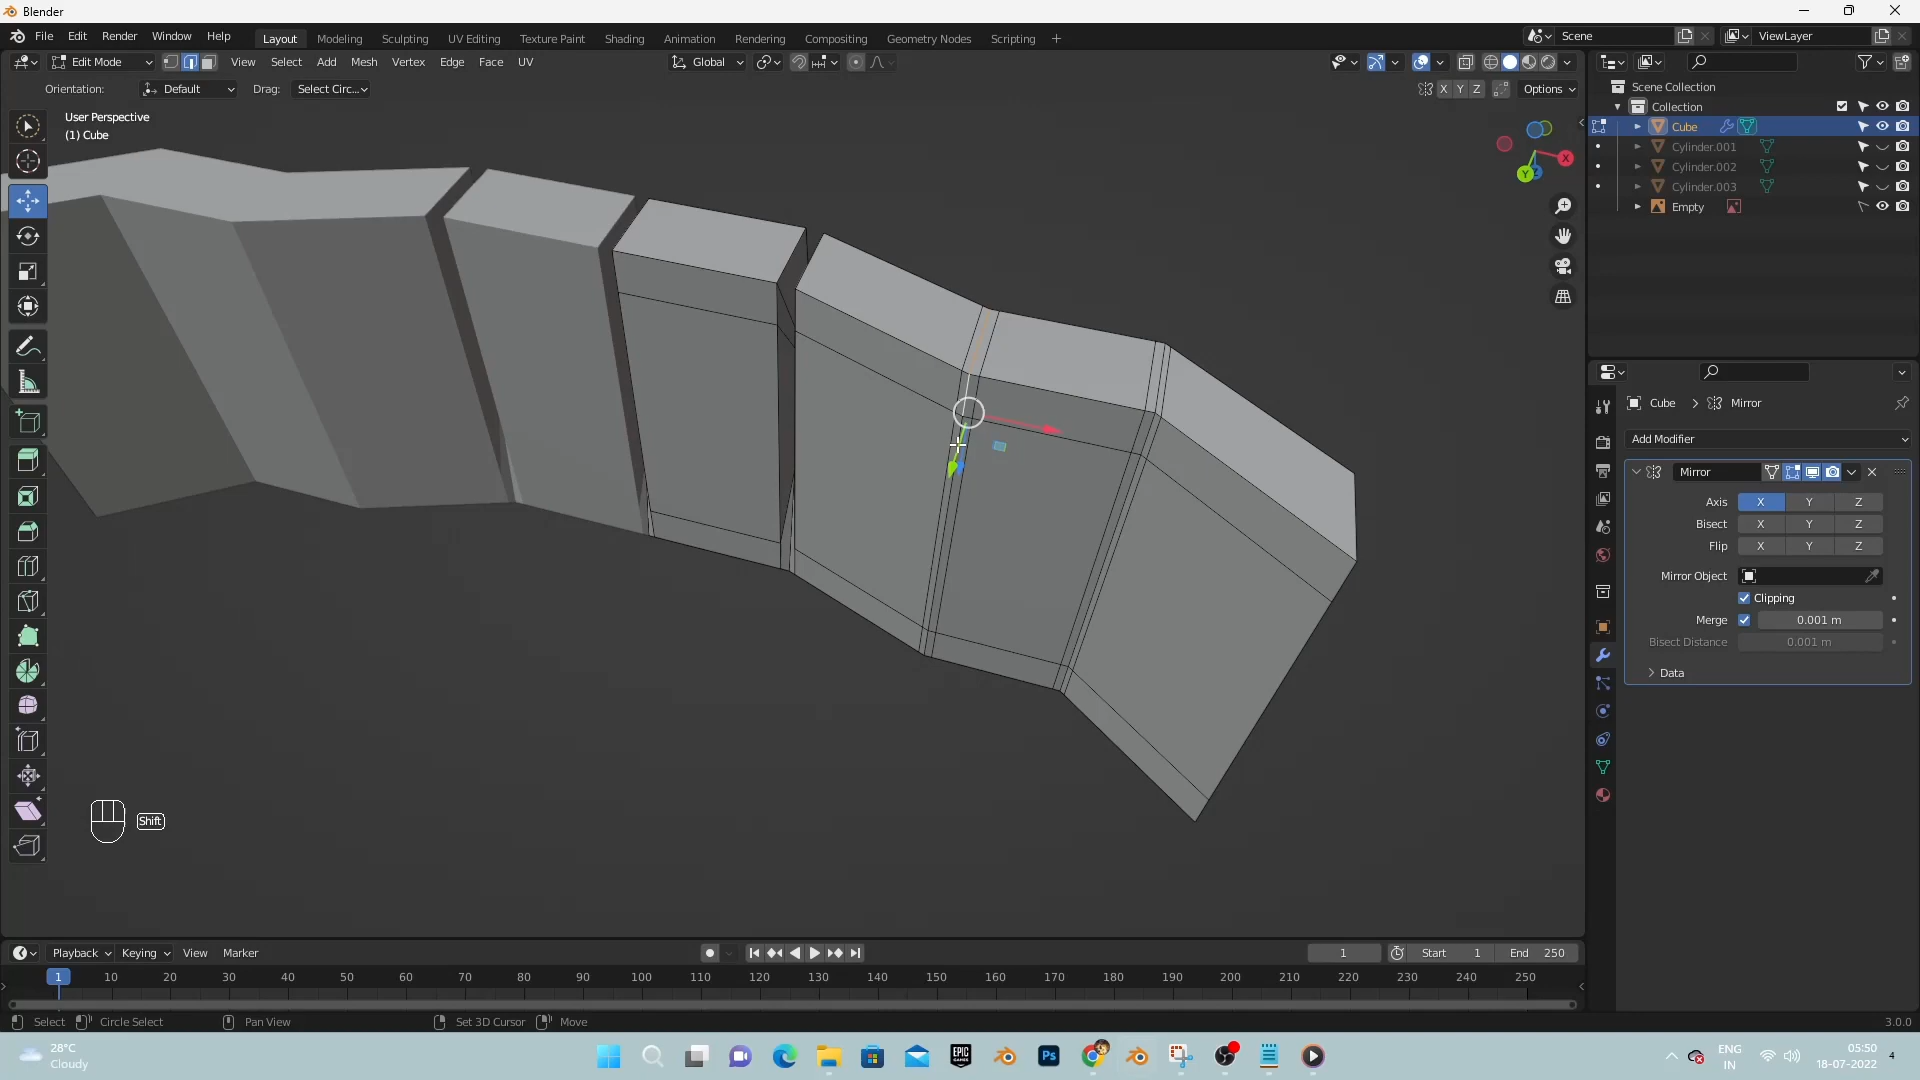 Blender
File Edit Render Window Help
Layout Modeling Sculpting UV Editing Texture Paint Shading Animation Rendering Compositing Geometry Nodes Scripting +
Scene
ViewLayer
Edit Mode View Select Add Mesh Vertex Edge Face UV
Global
Orientation: Default Drag: Select Circ...
X Y Z Options
User Perspective
(1) Cube
X
Y
Z
Scene Collection
Collection
Cube
Cylinder.001
Cylinder.002
Cylinder.003
Empty
Cube > Mirror
Add Modifier
Mirror
Axis X Y Z
Bisect X Y Z
Flip X Y Z
Mirror Object
Clipping
Merge 0.001 m
Bisect Distance 0.001 m
Data
Shift
Playback Keying View Marker
1 Start 1 End 250
1 10 20 30 40 50 60 70 80 90 100 110 120 130 140 150 160 170 180 190 200 210 220 230 240 250
Select Circle Select Pan View Set 3D Cursor Move
3.0.0
28°C
Cloudy
EPIC
GAMES
Ps
ENG
IN
05:50
18-07-2022
4